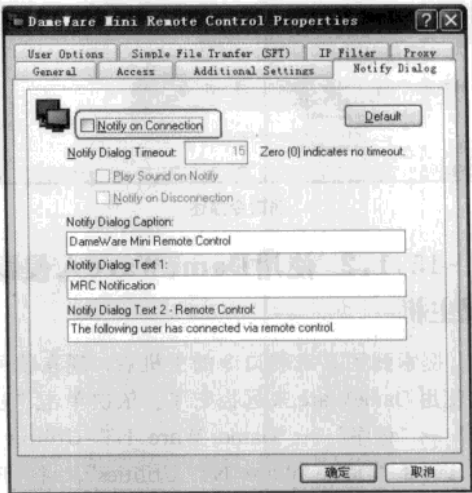 DameWare Mini Remote Control Properties
User Options Simple File Tranfer (SFT) IP Filter Proxy
General Access Additional Settings Notify Dialog
Notify on Connection
Default
Notify Dialog Timeout: 15 Zero (0) indicates no timeout.
Play Sound on Notify
Notify on Disconnection
Notify Dialog Caption:
DameWare Mini Remote Control
Notify Dialog Text 1:
MRC Notification
Notify Dialog Text 2 - Remote Control:
The following user has connected via remote control.
确定 取消